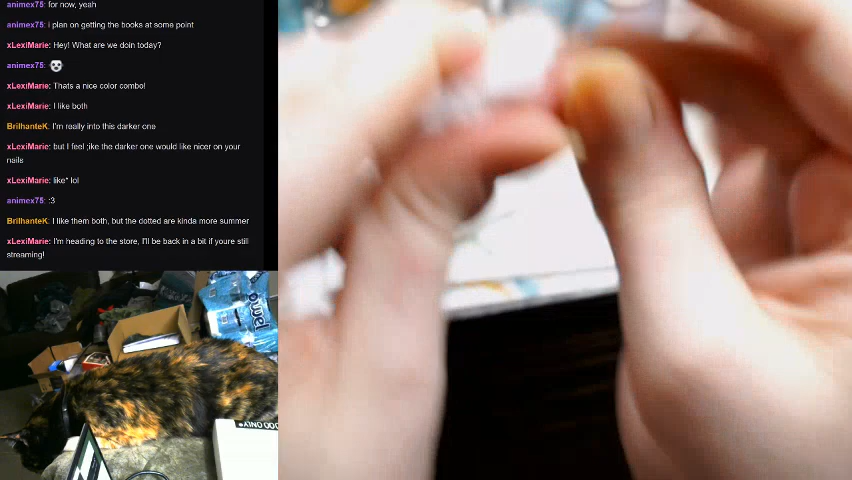 animex75: for now, yeah
animex75: i plan on getting the books at some point
xLexiMarie: Hey! What are we doin today?
animex75:
xLexiMarie: Thats a nice color combo!
xLexiMarie: I like both
BrilhanteK: I'm really into this darker one
xLexiMarie: but I feel ;ike the darker one would like nicer on your
nails
xLexiMarie: like* lol
animex75: :3
BrilhanteK: I like them both, but the dotted are kinda more summer
xLexiMarie: I'm heading to the store, I'll be back in a bit if youre still
streaming!